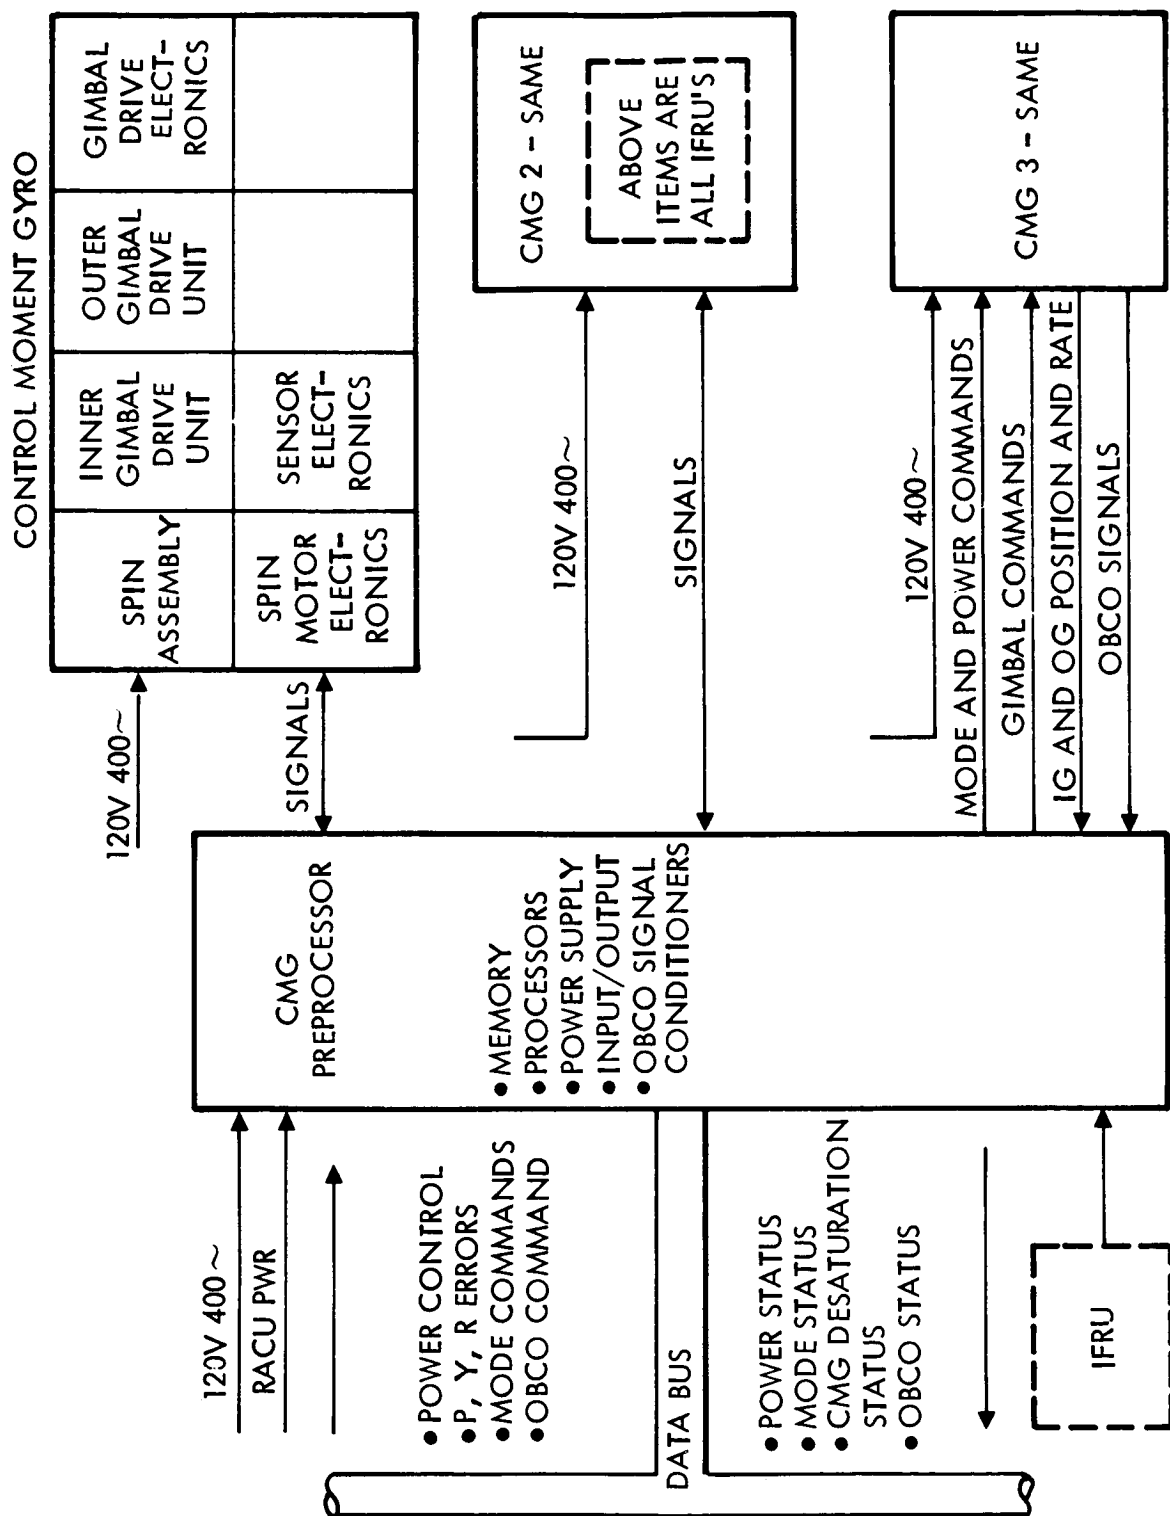 CONTROL MOMENT GYRO
SPIN
ASSEMBLY
INNER
GIMBAL
DRIVE
UNIT
OUTER
GIMBAL
DRIVE
UNIT
GIMBAL
DRIVE
ELECT-
RONICS
SPIN
MOTOR
ELECT-
RONICS
SENSOR
ELECT-
RONICS
120V 400~
SIGNALS
120V 400~
RACU PWR
CMG
PREPROCESSOR
• POWER CONTROL
• P, Y, R ERRORS
• MODE COMMANDS
• OBCO COMMAND
• MEMORY
• PROCESSORS
• POWER SUPPLY
• INPUT/OUTPUT
• OBCO SIGNAL
CONDITIONERS
120V 400~
SIGNALS
CMG 2 - SAME
ABOVE
ITEMS ARE
ALL IFRU'S
DATA BUS
• POWER STATUS
• MODE STATUS
• CMG DESATURATION
STATUS
• OBCO STATUS
IFRU
120V 400~
MODE AND POWER COMMANDS
GIMBAL COMMANDS
IG AND OG POSITION AND RATE
OBCO SIGNALS
CMG 3 - SAME